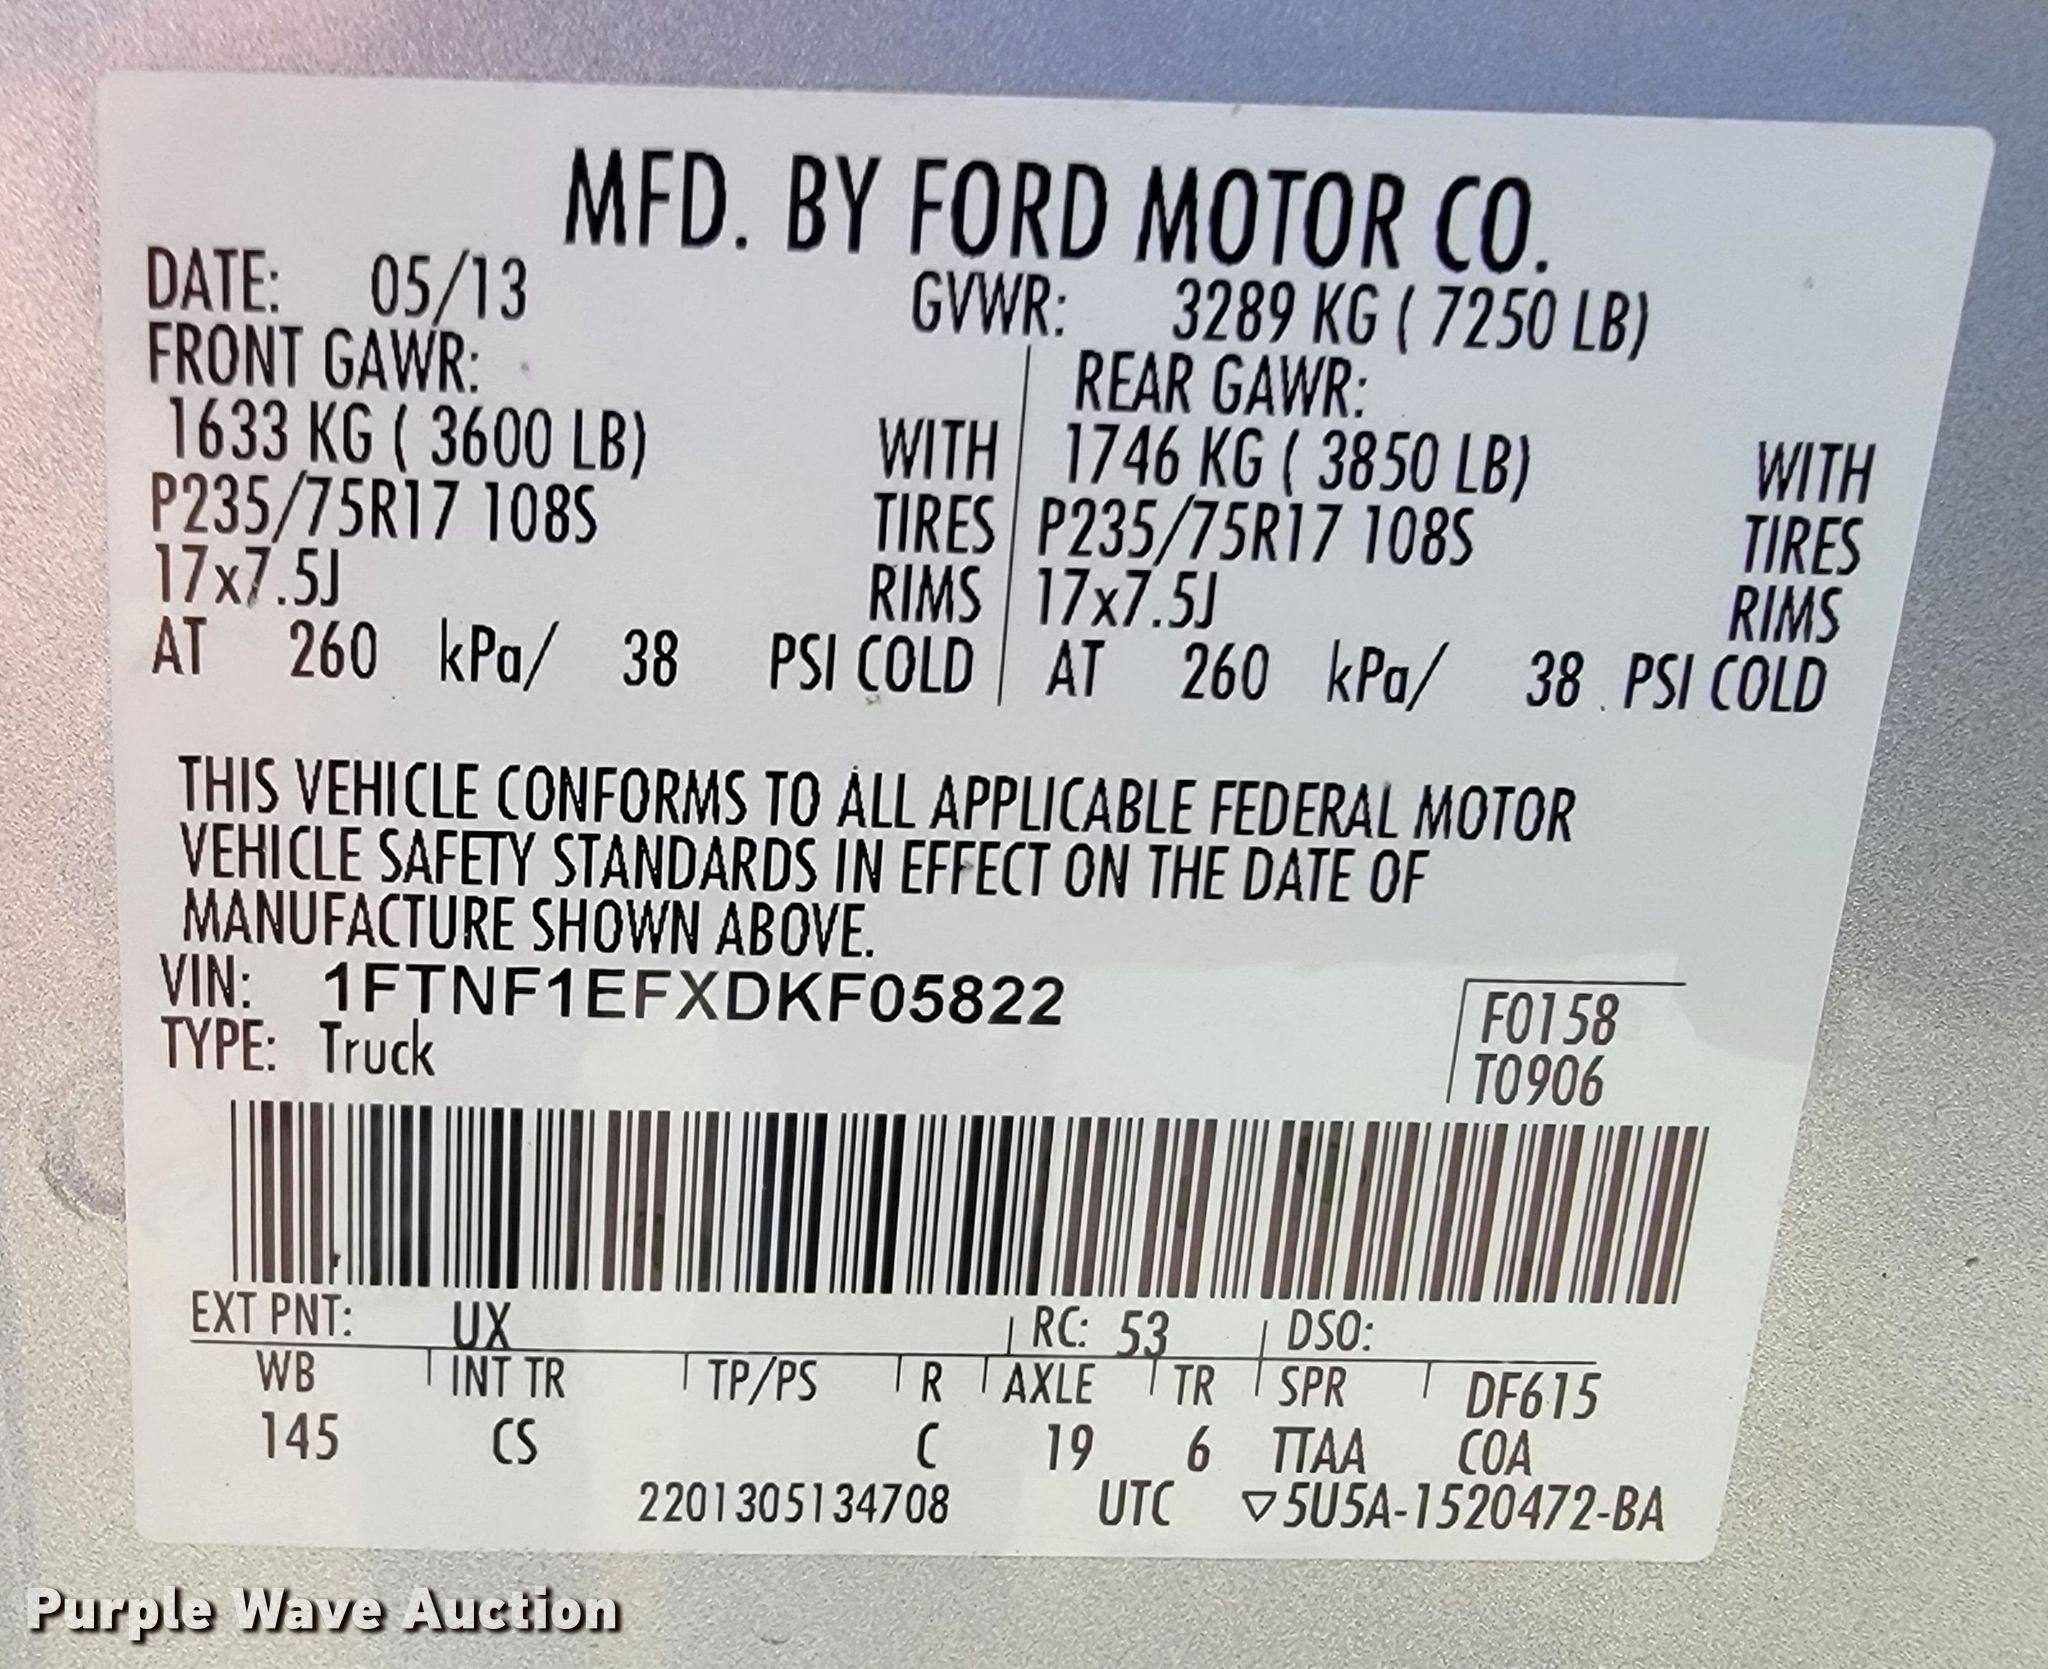 MFD. BY FORD MOTOR CO.
DATE: 05/13 GVWR: 3289 KG ( 7250 LB)
FRONT GAWR: REAR GAWR:
1633 KG ( 3600 LB) WITH 1746 KG ( 3850 LB) WITH
P235/75R17 108S TIRES P235/75R17 108S TIRES
17x7.5J RIMS 17x7.5J RIMS
AT 260 kPa/ 38 PSI COLD AT 260 kPa/ 38 PSI COLD
THIS VEHICLE CONFORMS TO ALL APPLICABLE FEDERAL MOTOR
VEHICLE SAFETY STANDARDS IN EFFECT ON THE DATE OF
MANUFACTURE SHOWN ABOVE.
VIN: 1FTNF1EFXDKF05822 F0158
TYPE: Truck T0906
EXT PNT: UX RC: 53 DSO:
WB INT TR TP/PS R AXLE TR SPR DF615
145 CS C 19 6 TTAA COA
2201305134708 UTC ▽5U5A-1520472-BA
Purple Wave Auction